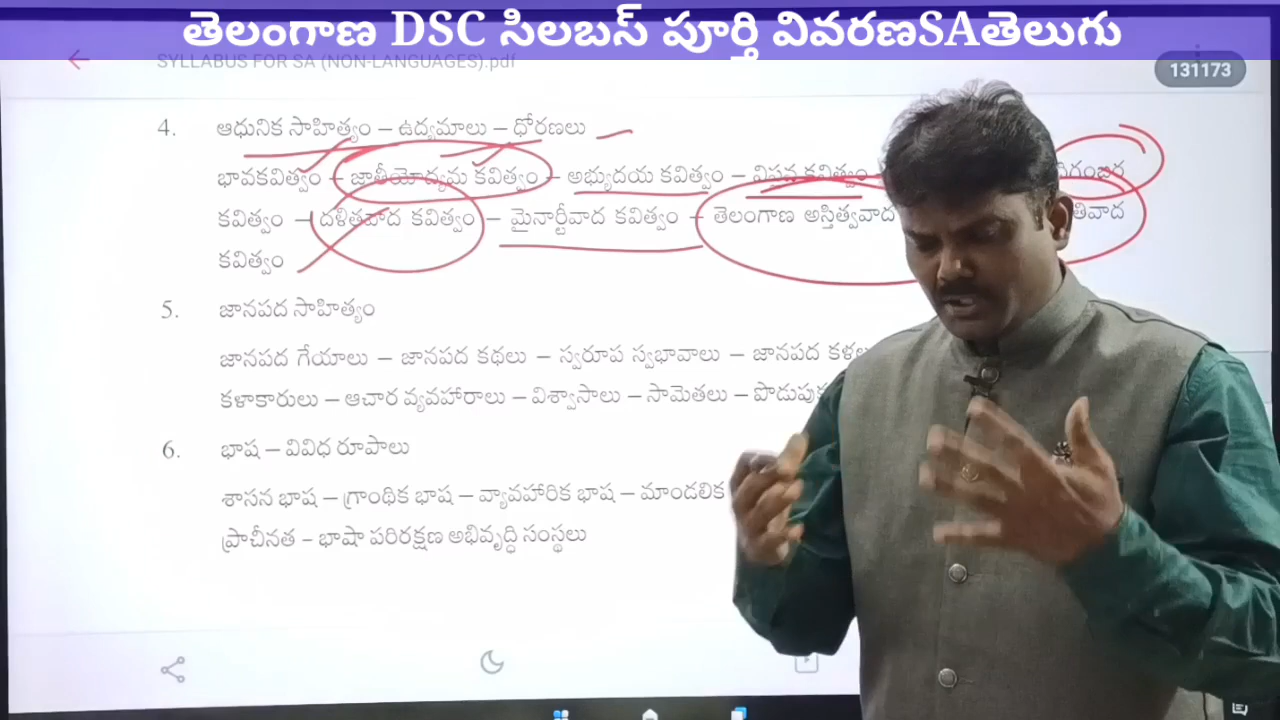 తెలంగాణ DSC సిలబస్ పూర్తి వివరణSAతెలుగు
SYLLABUS FOR SA (NON-LANGUAGES).pdf
131173
4. ఆధునిక సాహిత్యం – ఉద్యమాలు – ధోరణలు
భావకవిత్వం – జాతీయోద్యమ కవిత్వం – అభ్యుదయ కవిత్వం – విప్లవ కవిత్వం
కవిత్వం – దళితవాద కవిత్వం – మైనార్టీవాద కవిత్వం – తెలంగాణ అస్తిత్వవాద
కవిత్వం
5. జానపద సాహిత్యం
జానపద గేయాలు – జానపద కథలు – స్వరూప స్వభావాలు – జానపద
కళాకారులు – ఆచార వ్యవహారాలు – విశ్వాసాలు – సామెతలు –
6. భాష – వివిధ రూపాలు
శాసన భాష – గ్రాంథిక భాష – వ్యావహారిక భాష – మాండలిక
ప్రాచీనత – భాషా పరిరక్షణ అభివృద్ధి సంస్థలు